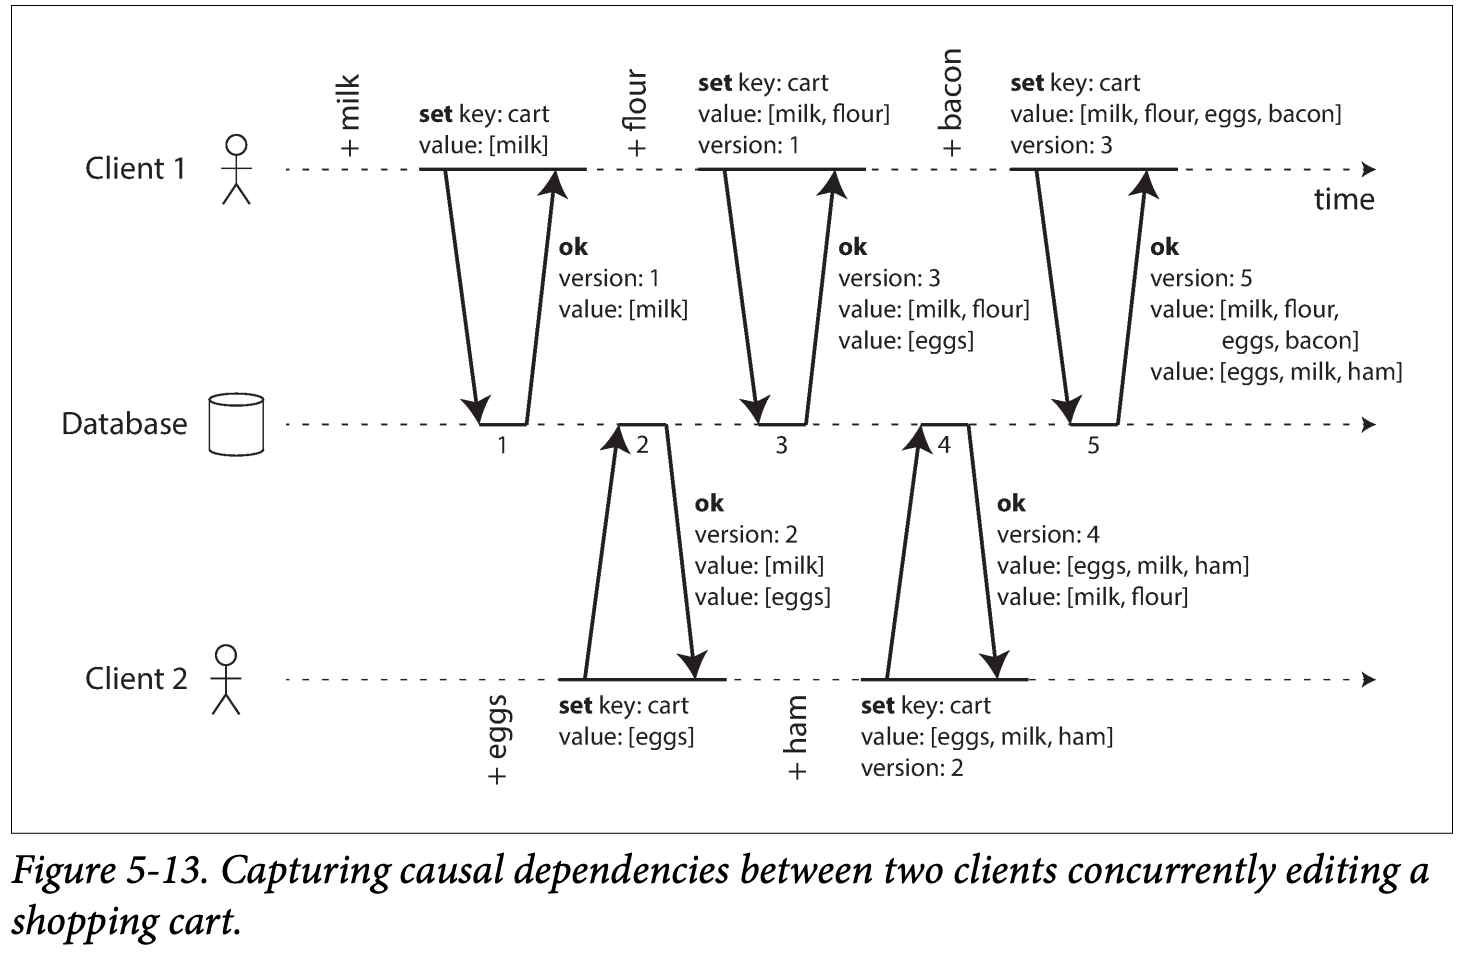 + milk
set key: cart
value: [milk]
+ flour
set key: cart
value: [milk, flour]
version: 1
+ bacon
set key: cart
value: [milk, flour, eggs, bacon]
version: 3
Client 1
time
ok
version: 1
value: [milk]
ok
version: 3
value: [milk, flour]
value: [eggs]
ok
version: 5
value: [milk, flour,
eggs, bacon]
value: [eggs, milk, ham]
Database
1
2
3
4
5
ok
version: 2
value: [milk]
value: [eggs]
ok
version: 4
value: [eggs, milk, ham]
value: [milk, flour]
Client 2
+ eggs
set key: cart
value: [eggs]
+ ham
set key: cart
value: [eggs, milk, ham]
version: 2
Figure 5-13. Capturing causal dependencies between two clients concurrently editing a
shopping cart.